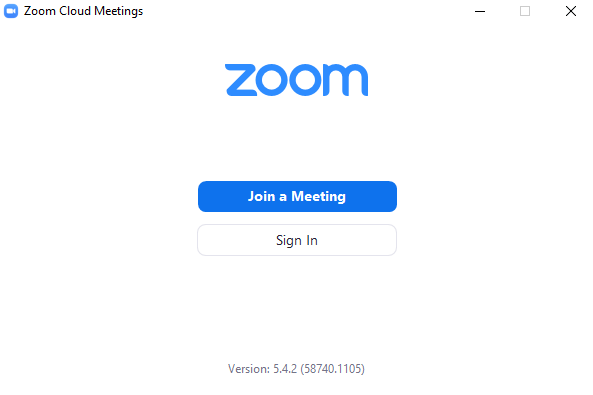 Zoom Cloud Meetings
zoom
Join a Meeting
Sign In
Version: 5.4.2 (58740.1105)